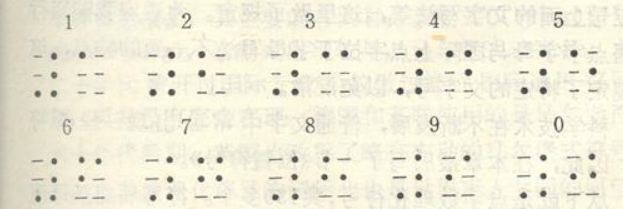 1 2 3 4 5
⠼⠁ ⠼⠃ ⠼⠉ ⠼⠙ ⠼⠑
6 7 8 9 0
⠼⠋ ⠼⠛ ⠼⠓ ⠼⠊ ⠼⠚